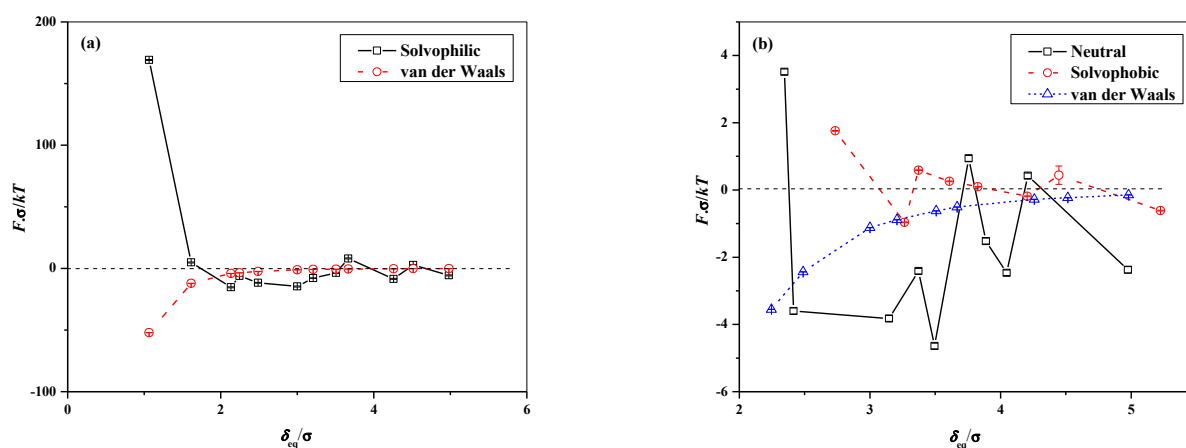 (a)
Solvophilic
van der Waals
200
100
0
-100
F.σ/kT
0
2
4
6
δeq/σ
(b)
Neutral
Solvophobic
van der Waals
4
2
0
-2
-4
-6
F.σ/kT
2
3
4
5
δeq/σ